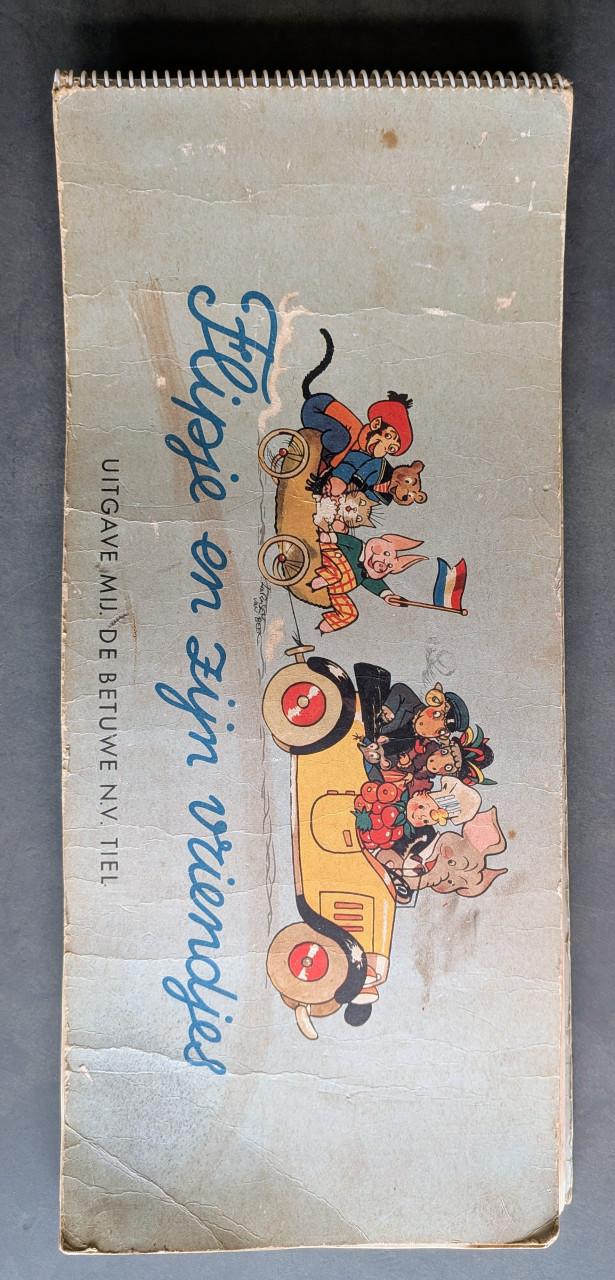 Flipje en zijn vriendjes
UITGAVE MIJ. DE BETUWE N.V. TIEL